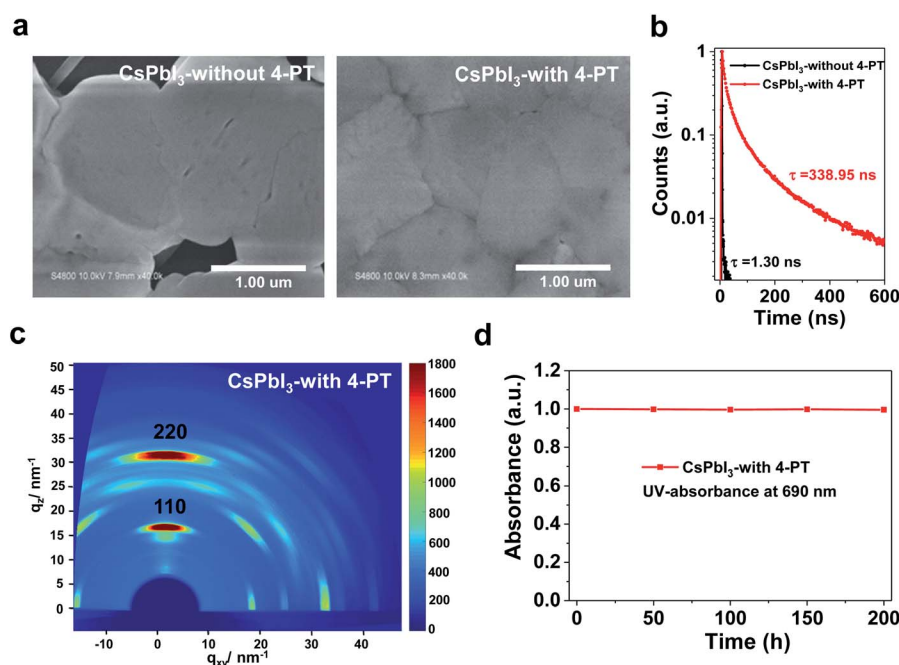 a
CsPbI₃-without 4-PT
S4800 10.0kV 7.9mm x40.0k
1.00 um
CsPbI₃-with 4-PT
S4800 10.0kV 8.3mm x40.0k
1.00 um
b
Counts (a.u.)
1
0.1
0.01
CsPbI₃-without 4-PT
CsPbI₃-with 4-PT
τ =338.95 ns
τ =1.30 ns
0 200 400 600
Time (ns)
c
CsPbI₃-with 4-PT
q_z/ nm⁻¹
50
45
40
35
30
25
20
15
10
5
0
220
110
-10 0 10 20 30 40
q_xy/ nm⁻¹
1800
1600
1400
1200
1000
800
600
400
200
0
d
Absorbance (a.u.)
1.2
1.0
0.8
0.6
0.4
0.2
0.0
CsPbI₃-with 4-PT
UV-absorbance at 690 nm
0 50 100 150 200
Time (h)